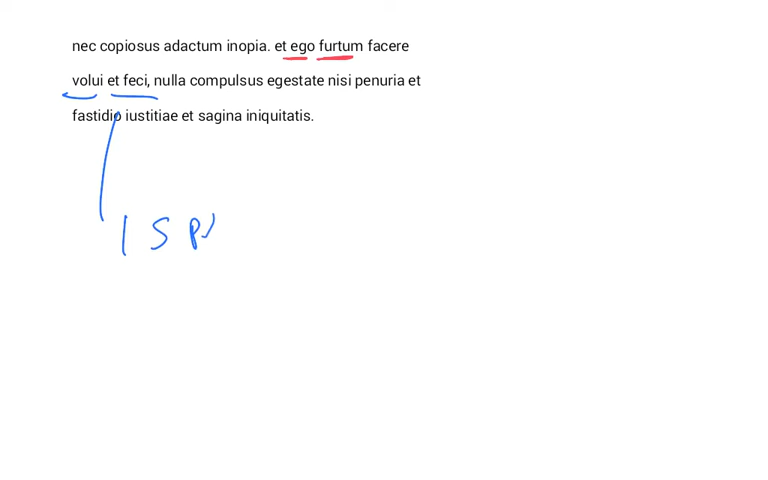 nec copiosus adactum inopia. et ego furtum facere
volui et feci, nulla compulsus egestate nisi penuria et
fastidio iustitiae et sagina iniquitatis.
1 S P